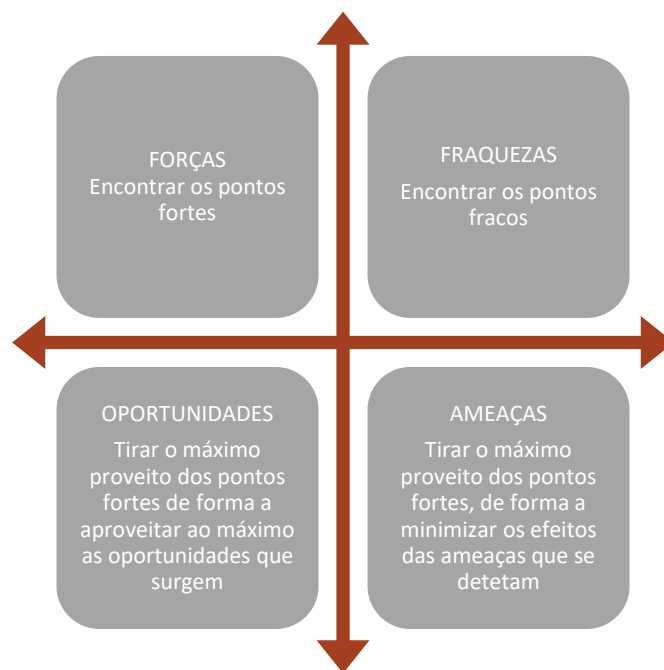 FORÇAS
Encontrar os pontos
fortes
FRAQUEZAS
Encontrar os pontos
fracos
OPORTUNIDADES
Tirar o máximo
proveito dos pontos
fortes de forma a
aproveitar ao máximo
as oportunidades que
surgem
AMEAÇAS
Tirar o máximo
proveito dos pontos
fortes, de forma a
minimizar os efeitos
das ameaças que se
detetam